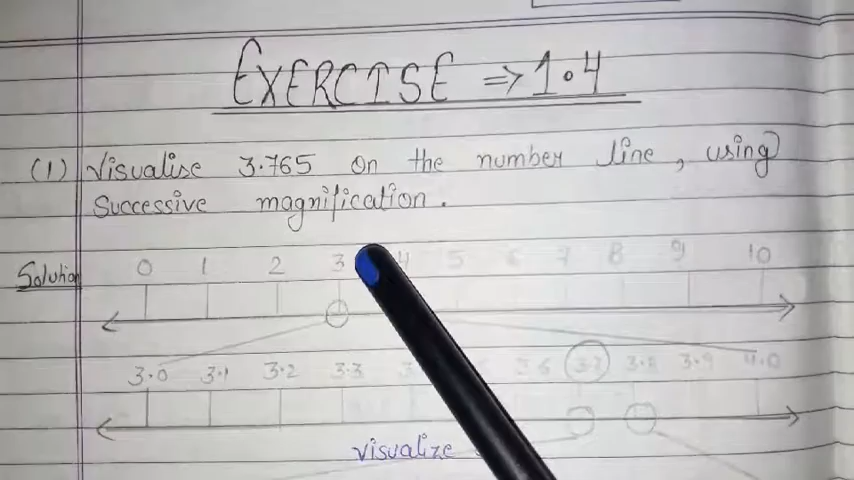 EXERCISE ⇒ 1.4
(1) Visualise 3.765 on the number line, using
Successive magnification.
Solution 0 1 2 3 4 5 6 7 8 9 10
3.0 3.1 3.2 3.3 3.6 3.7 3.8 3.9 4.0
visualize